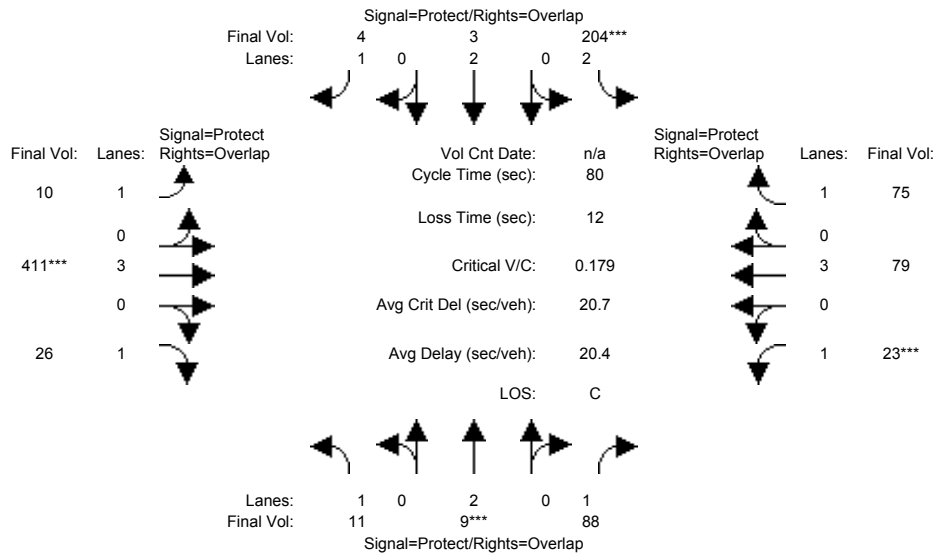 Signal=Protect/Rights=Overlap
Final Vol: 4 3 204***
Lanes: 1 0 2 0 2
Signal=Protect
Final Vol: Lanes: Rights=Overlap
Vol Cnt Date: n/a
Signal=Protect
Rights=Overlap Lanes: Final Vol:
Cycle Time (sec): 80
10 1
1 75
Loss Time (sec): 12
0
0
411*** 3
Critical V/C: 0.179
3 79
0
Avg Crit Del (sec/veh): 20.7
0
26 1
Avg Delay (sec/veh): 20.4
1 23***
LOS: C
Lanes: 1 0 2 0 1
Final Vol: 11 9*** 88
Signal=Protect/Rights=Overlap